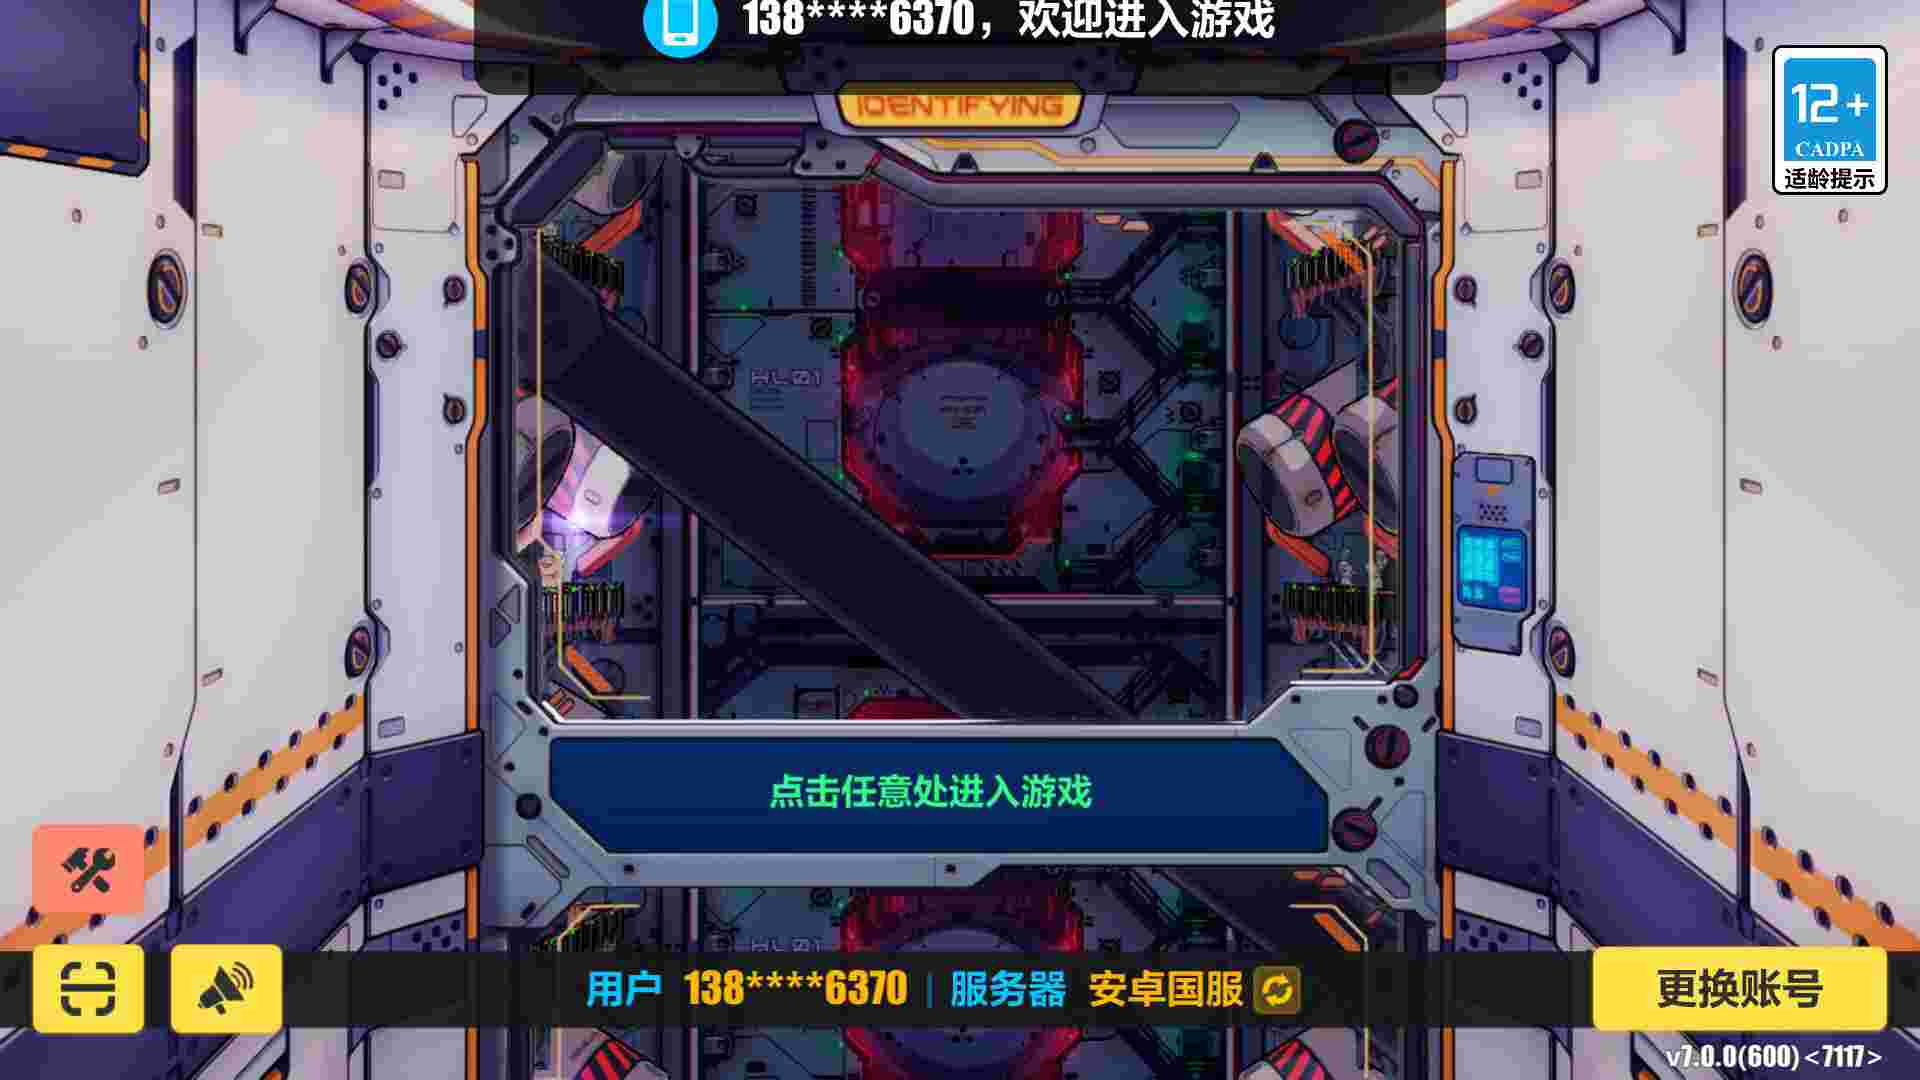 138****6370，欢迎进入游戏
IDENTIFYING
12+
CADPA
适龄提示
HL01
点击任意处进入游戏
HL01
用户 138****6370 | 服务器 安卓国服
更换账号
v7.0.0(600)<7117>